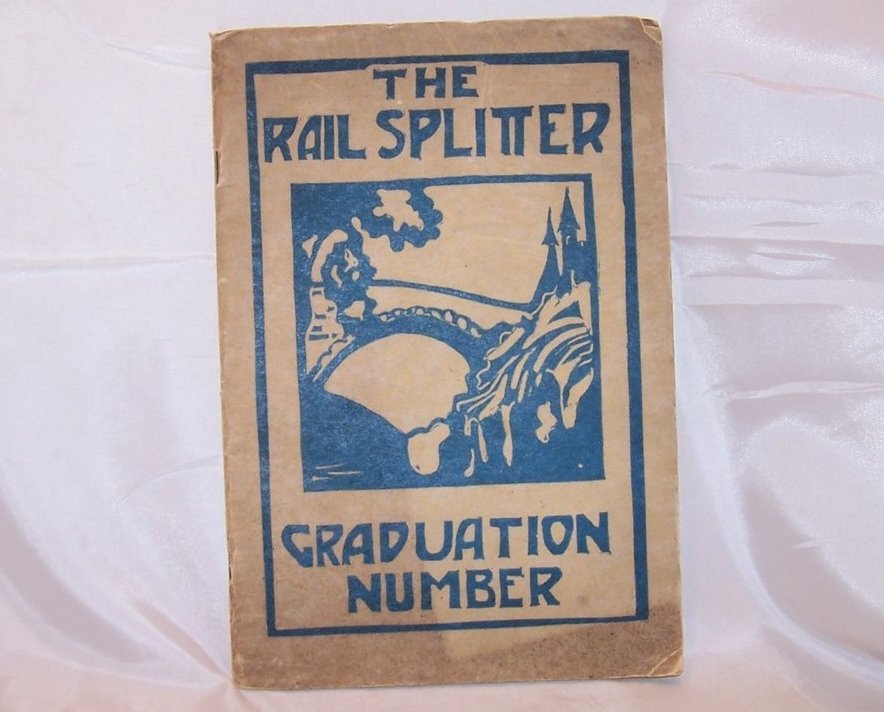 THE
RAIL SPLITTER
GRADUATION
NUMBER